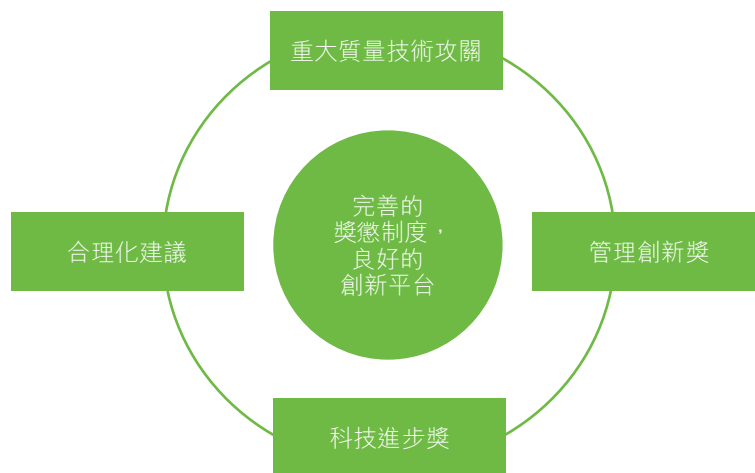 重大質量技術攻關
完善的
獎懲制度，
良好的
創新平台
合理化建議
管理創新獎
科技進步獎